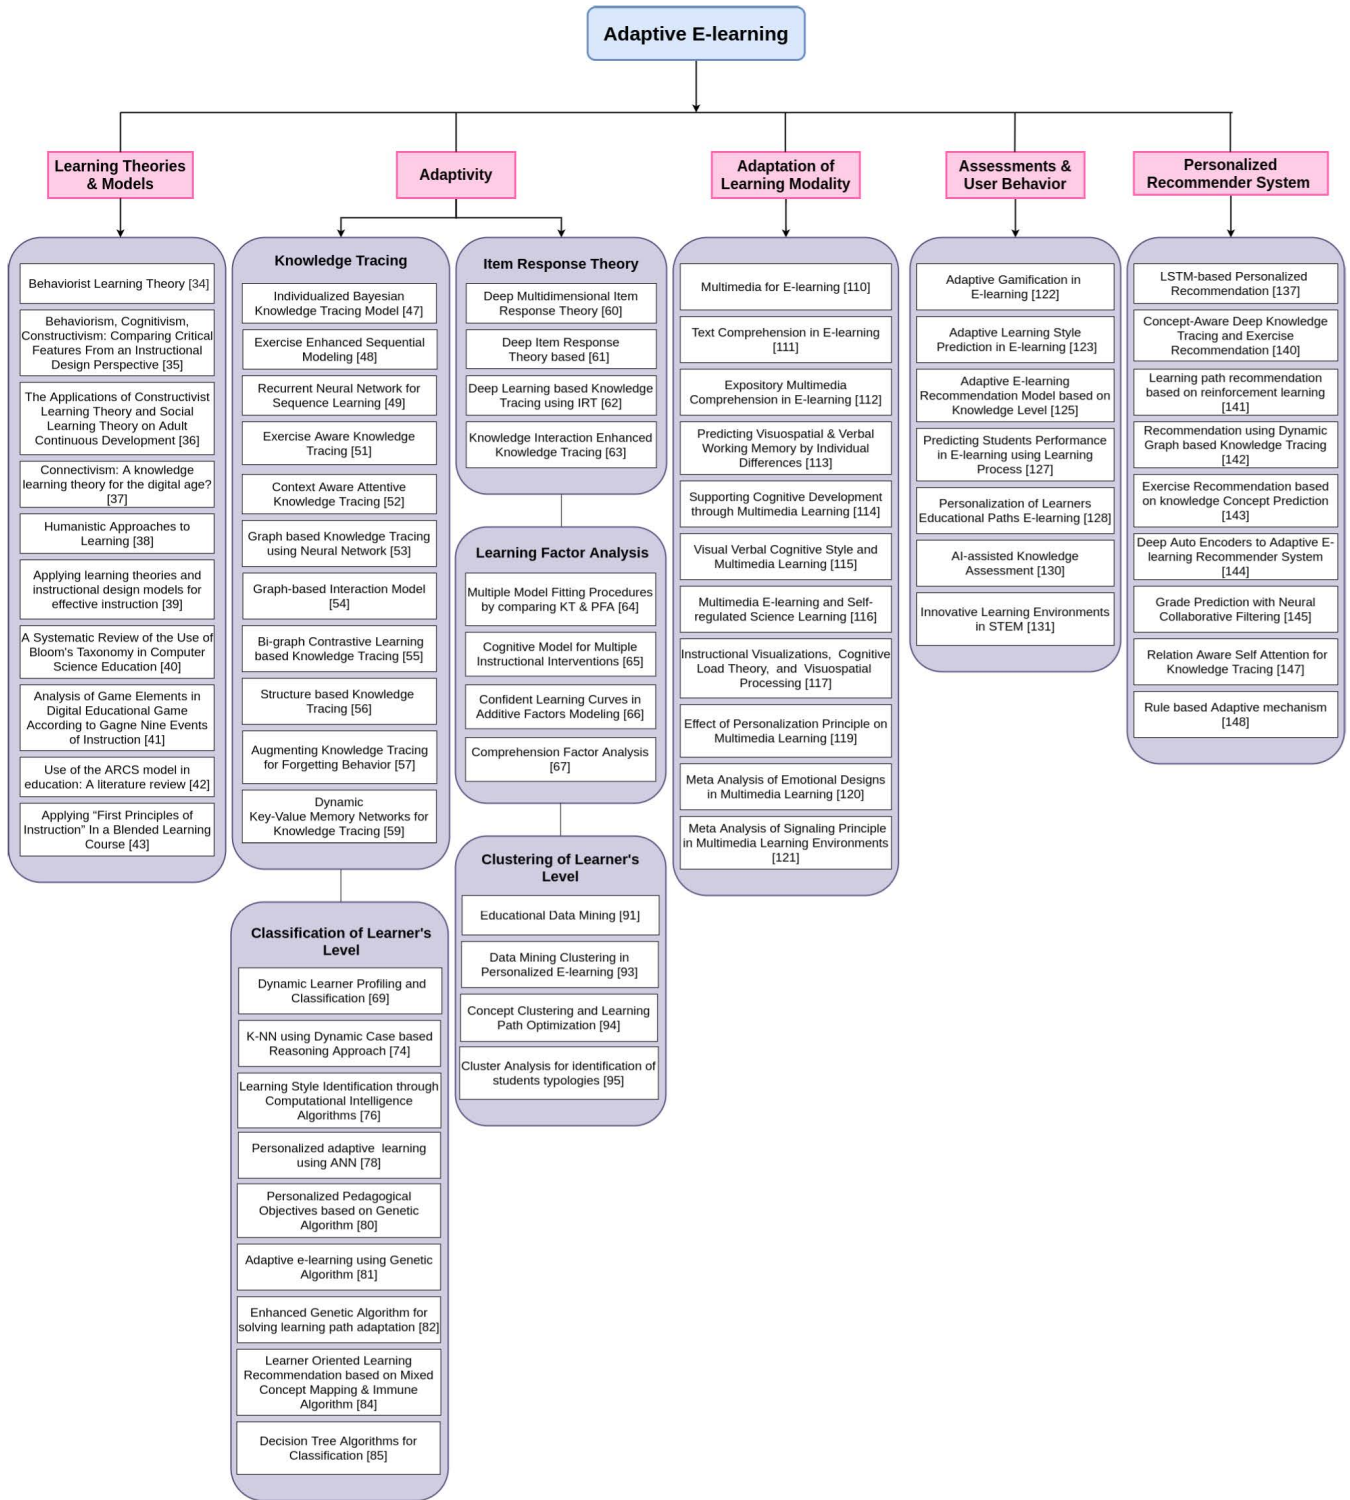 Adaptive E-learning
Learning Theories
& Models
Adaptivity
Adaptation of
Learning Modality
Assessments &
User Behavior
Personalized
Recommender System
Behaviorist Learning Theory [34]
Behaviorism, Cognitivism,
Constructivism: Comparing Critical
Features From an Instructional
Design Perspective [35]
The Applications of Constructivist
Learning Theory and Social
Learning Theory on Adult
Continuous Development [36]
Connectivism: A knowledge
learning theory for the digital age?
[37]
Humanistic Approaches to
Learning [38]
Applying learning theories and
instructional design models for
effective instruction [39]
A Systematic Review of the Use of
Bloom's Taxonomy in Computer
Science Education [40]
Analysis of Game Elements in
Digital Educational Game
According to Gagne Nine Events
of Instruction [41]
Use of the ARCS model in
education: A literature review [42]
Applying “First Principles of
Instruction” In a Blended Learning
Course [43]
Knowledge Tracing
Individualized Bayesian
Knowledge Tracing Model [47]
Exercise Enhanced Sequential
Modeling [48]
Recurrent Neural Network for
Sequence Learning [49]
Exercise Aware Knowledge
Tracing [51]
Context Aware Attentive
Knowledge Tracing [52]
Graph based Knowledge Tracing
using Neural Network [53]
Graph-based Interaction Model
[54]
Bi-graph Contrastive Learning
based Knowledge Tracing [55]
Structure based Knowledge
Tracing [56]
Augmenting Knowledge Tracing
for Forgetting Behavior [57]
Dynamic
Key-Value Memory Networks for
Knowledge Tracing [59]
Classification of Learner's
Level
Dynamic Learner Profiling and
Classification [69]
K-NN using Dynamic Case based
Reasoning Approach [74]
Learning Style Identification through
Computational Intelligence
Algorithms [76]
Personalized adaptive learning
using ANN [78]
Personalized Pedagogical
Objectives based on Genetic
Algorithm [80]
Adaptive e-learning using Genetic
Algorithm [81]
Enhanced Genetic Algorithm for
solving learning path adaptation [82]
Learner Oriented Learning
Recommendation based on Mixed
Concept Mapping & Immune
Algorithm [84]
Decision Tree Algorithms for
Classification [85]
Item Response Theory
Deep Multidimensional Item
Response Theory [60]
Deep Item Response
Theory based [61]
Deep Learning based Knowledge
Tracing using IRT [62]
Knowledge Interaction Enhanced
Knowledge Tracing [63]
Learning Factor Analysis
Multiple Model Fitting Procedures
by comparing KT & PFA [64]
Cognitive Model for Multiple
Instructional Interventions [65]
Confident Learning Curves in
Additive Factors Modeling [66]
Comprehension Factor Analysis
[67]
Clustering of Learner's
Level
Educational Data Mining [91]
Data Mining Clustering in
Personalized E-learning [93]
Concept Clustering and Learning
Path Optimization [94]
Cluster Analysis for identification of
students typologies [95]
Multimedia for E-learning [110]
Text Comprehension in E-learning
[111]
Expository Multimedia
Comprehension in E-learning [112]
Predicting Visuospatial & Verbal
Working Memory by Individual
Differences [113]
Supporting Cognitive Development
through Multimedia Learning [114]
Visual Verbal Cognitive Style and
Multimedia Learning [115]
Multimedia E-learning and Self-
regulated Science Learning [116]
Instructional Visualizations, Cognitive
Load Theory, and Visuospatial
Processing [117]
Effect of Personalization Principle on
Multimedia Learning [119]
Meta Analysis of Emotional Designs
in Multimedia Learning [120]
Meta Analysis of Signaling Principle
in Multimedia Learning Environments
[121]
Adaptive Gamification in
E-learning [122]
Adaptive Learning Style
Prediction in E-learning [123]
Adaptive E-learning
Recommendation Model based on
Knowledge Level [125]
Predicting Students Performance
in E-learning using Learning
Process [127]
Personalization of Learners
Educational Paths E-learning [128]
AI-assisted Knowledge
Assessment [130]
Innovative Learning Environments
in STEM [131]
LSTM-based Personalized
Recommendation [137]
Concept-Aware Deep Knowledge
Tracing and Exercise
Recommendation [140]
Learning path recommendation
based on reinforcement learning
[141]
Recommendation using Dynamic
Graph based Knowledge Tracing
[142]
Exercise Recommendation based
on knowledge Concept Prediction
[143]
Deep Auto Encoders to Adaptive E-
learning Recommender System
[144]
Grade Prediction with Neural
Collaborative Filtering [145]
Relation Aware Self Attention for
Knowledge Tracing [147]
Rule based Adaptive mechanism
[148]